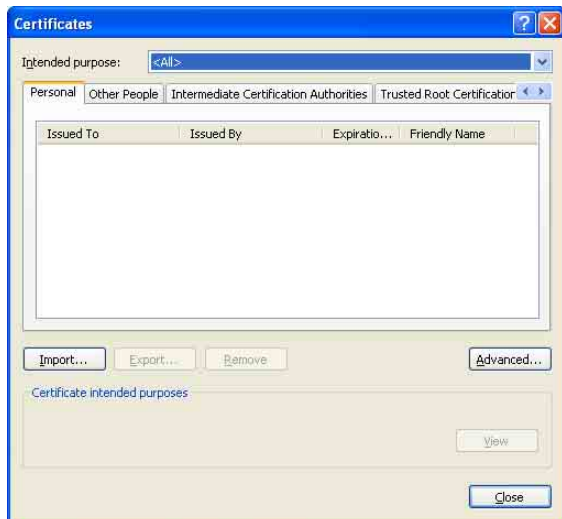 Certificates
Intended purpose: <All>
Personal Other People Intermediate Certification Authorities Trusted Root Certification
Issued To Issued By Expiratio... Friendly Name
Import... Export... Remove Advanced...
Certificate intended purposes
View
Close